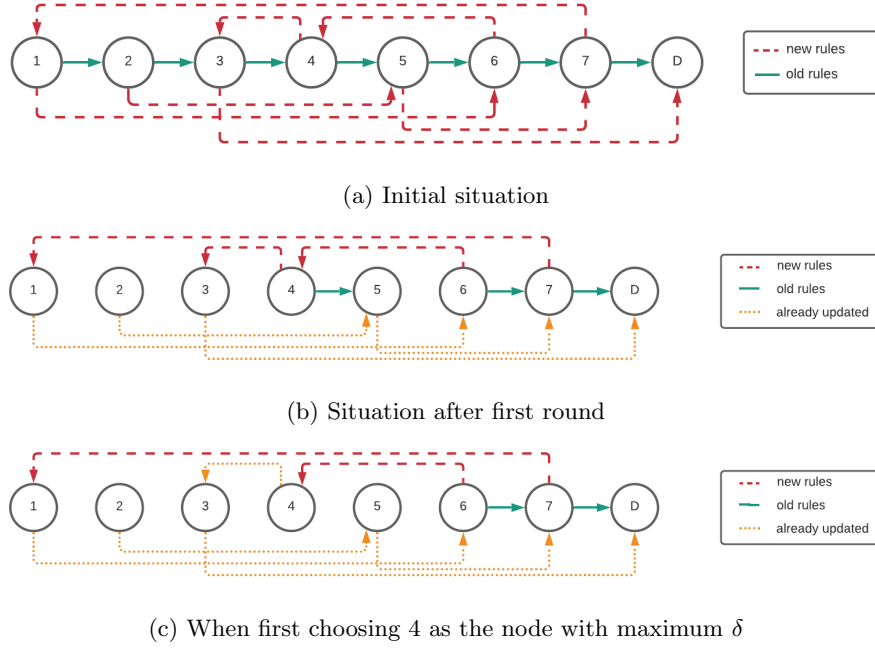 1 2 3 4 5 6 7 D
new rules
old rules
(a) Initial situation
1 2 3 4 5 6 7 D
new rules
old rules
already updated
(b) Situation after first round
1 2 3 4 5 6 7 D
new rules
old rules
already updated
(c) When first choosing 4 as the node with maximum δ